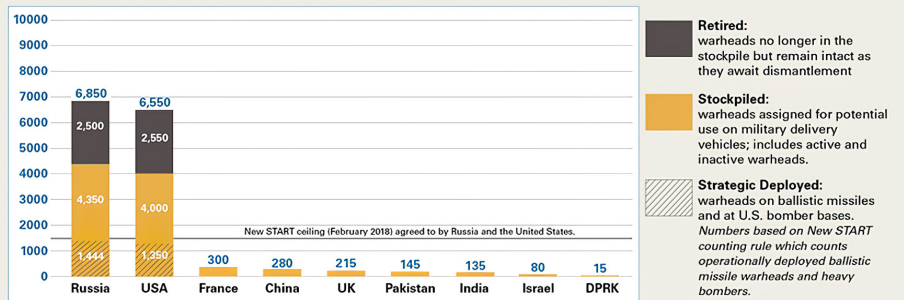 10000
9000
8000
7000
6000
5000
4000
3000
2000
1000
0
6,850
2,500
4,350
1,444
6,550
2,550
4,000
1,350
New START ceiling (February 2018) agreed to by Russia and the United States.
300
280
215
145
135
80
15
Russia
USA
France
China
UK
Pakistan
India
Israel
DPRK
Retired:
warheads no longer in the
stockpile but remain intact as
they await dismantlement
Stockpiled:
warheads assigned for potential
use on military delivery
vehicles; includes active and
inactive warheads.
Strategic Deployed:
warheads on ballistic missiles
and at U.S. bomber bases.
Numbers based on New START
counting rule which counts
operationally deployed ballistic
missile warheads and heavy
bombers.